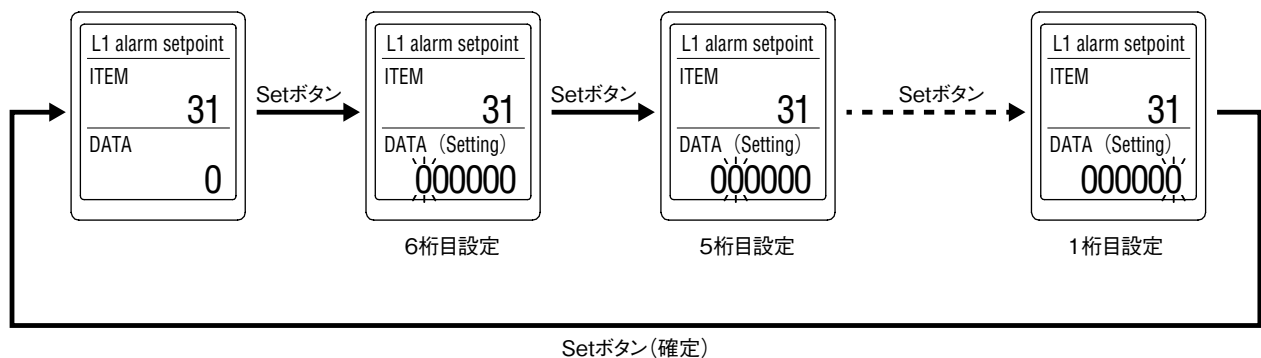 L1 alarm setpoint
ITEM
31
DATA
0
Setボタン
L1 alarm setpoint
ITEM
31
DATA（Setting）
000000
6桁目設定
Setボタン
L1 alarm setpoint
ITEM
31
DATA（Setting）
000000
5桁目設定
Setボタン
L1 alarm setpoint
ITEM
31
DATA（Setting）
000000
1桁目設定
Setボタン（確定）